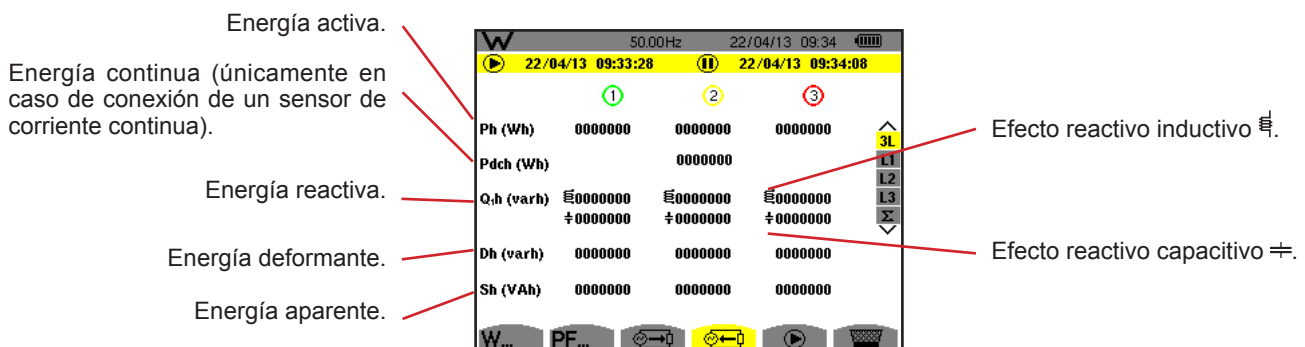 Energía activa.
Energía continua (únicamente en
caso de conexión de un sensor de
corriente continua).
Energía reactiva.
Energía deformante.
Energía aparente.
W 50.00Hz 22/04/13 09:34
22/04/13 09:33:28 22/04/13 09:34:08
1 2 3
Ph (Wh) 0000000 0000000 0000000
Pdch (Wh) 0000000
Q₁h (varh) 0000000 0000000 0000000
0000000 0000000 0000000
Dh (varh) 0000000 0000000 0000000
Sh (VAh) 0000000 0000000 0000000
3L
L1
L2
L3
Σ
W... PF...
Efecto reactivo inductivo .
Efecto reactivo capacitivo .